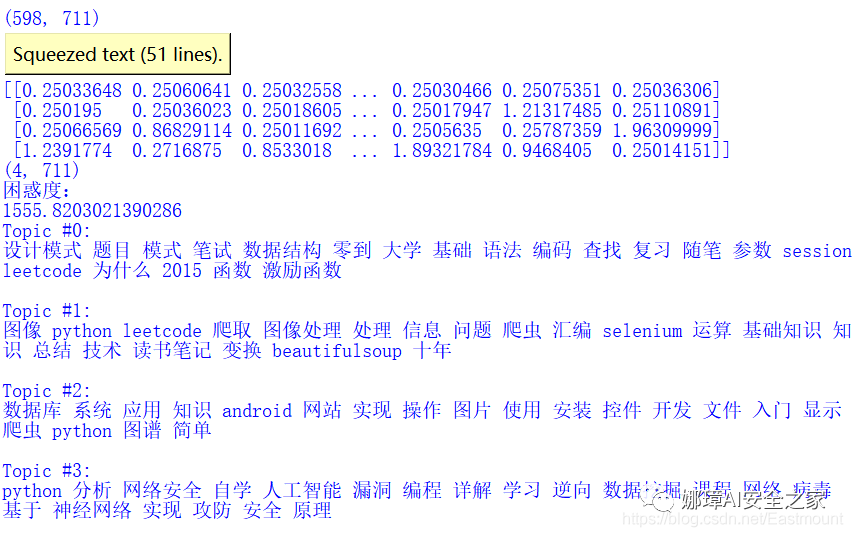 (598, 711)
Squeezed text (51 lines).
[[0.25033648 0.25060641 0.25032558 ... 0.25030466 0.25075351 0.25036306]
[0.250195 0.25036023 0.25018605 ... 0.25017947 1.21317485 0.25110891]
[0.25066569 0.86829114 0.25011692 ... 0.2505635 0.25787359 1.96309999]
[1.2391774 0.2716875 0.8533018 ... 1.89321784 0.9468405 0.25014151]]
(4, 711)
困惑度:
1555.8203021390286
Topic #0:
设计模式 题目 模式 笔试 数据结构 零到 大学 基础 语法 编码 查找 复习 随笔 参数 session
leetcode 为什么 2015 函数 激励函数
Topic #1:
图像 python leetcode 爬取 图像处理 处理 信息 问题 爬虫 汇编 selenium 运算 基础知识 知
识 总结 技术 读书笔记 变换 beautifulsoup 十年
Topic #2:
数据库 系统 应用 知识 android 网站 实现 操作 图片 使用 安装 控件 开发 文件 入门 显示
爬虫 python 图谱 简单
Topic #3:
python 分析 网络安全 自学 人工智能 漏洞 编程 详解 学习 逆向 数据挖掘 课程 网络 病毒
基于 神经网络 实现 攻防 安全 原理
娜璋AI安全之家
https://blog.csdn.net/Eastmount